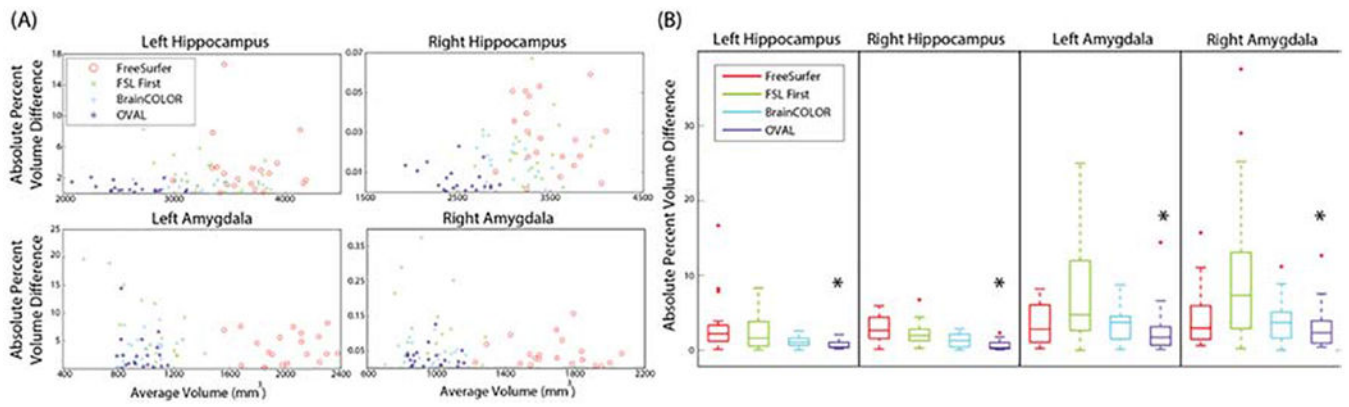 (A)
Left Hippocampus
Right Hippocampus
Absolute Percent
Volume Difference
18
14
10
6
2
FreeSurfer
FSL First
BrainCOLOR
OVAL
2000 3000 4000
0.07
0.05
0.03
0.01
1500 2500 3500 4500
Left Amygdala
Right Amygdala
Absolute Percent
Volume Difference
25
20
15
10
5
400 800 1200 1600 2000 2400
Average Volume (mm³)
0.35
0.25
0.15
0.05
600 1000 1400 1800 2200
Average Volume (mm³)
(B)
Left Hippocampus
Right Hippocampus
Left Amygdala
Right Amygdala
Absolute Percent Volume Difference
30
20
10
0
FreeSurfer
FSL First
BrainCOLOR
OVAL
* * * *